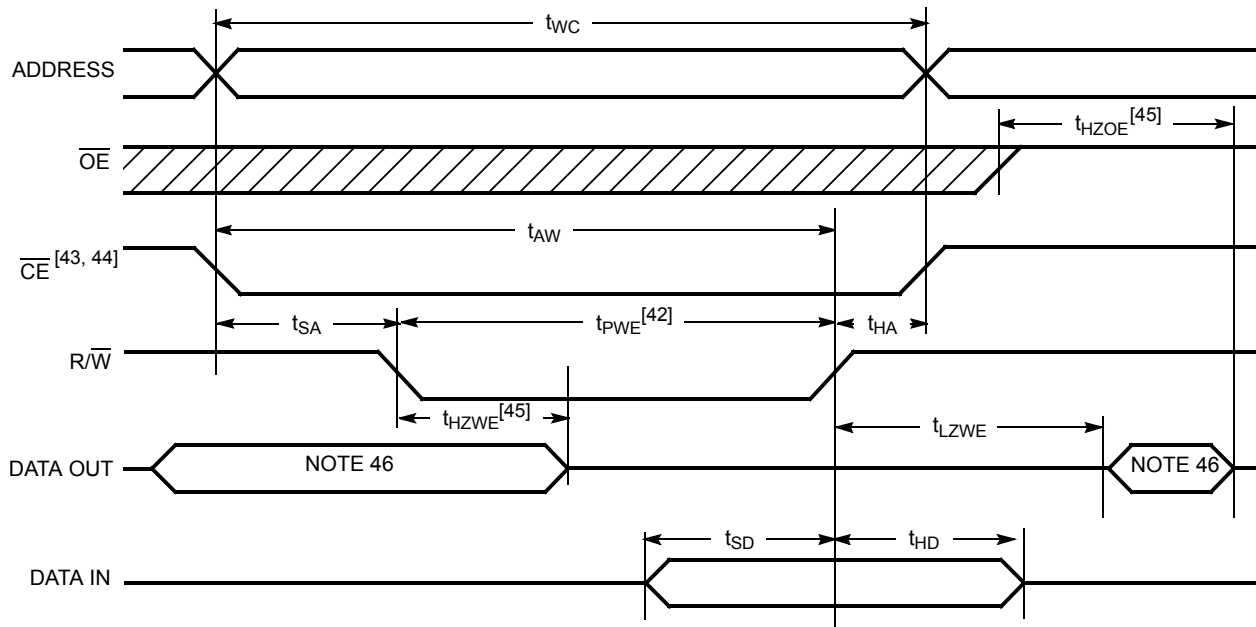 tWC
ADDRESS
tHZOE[45]
OE
tAW
CE [43, 44]
tSA
tPWE[42]
tHA
R/W
tHZWE[45]
tLZWE
DATA OUT
NOTE 46
NOTE 46
tSD
tHD
DATA IN